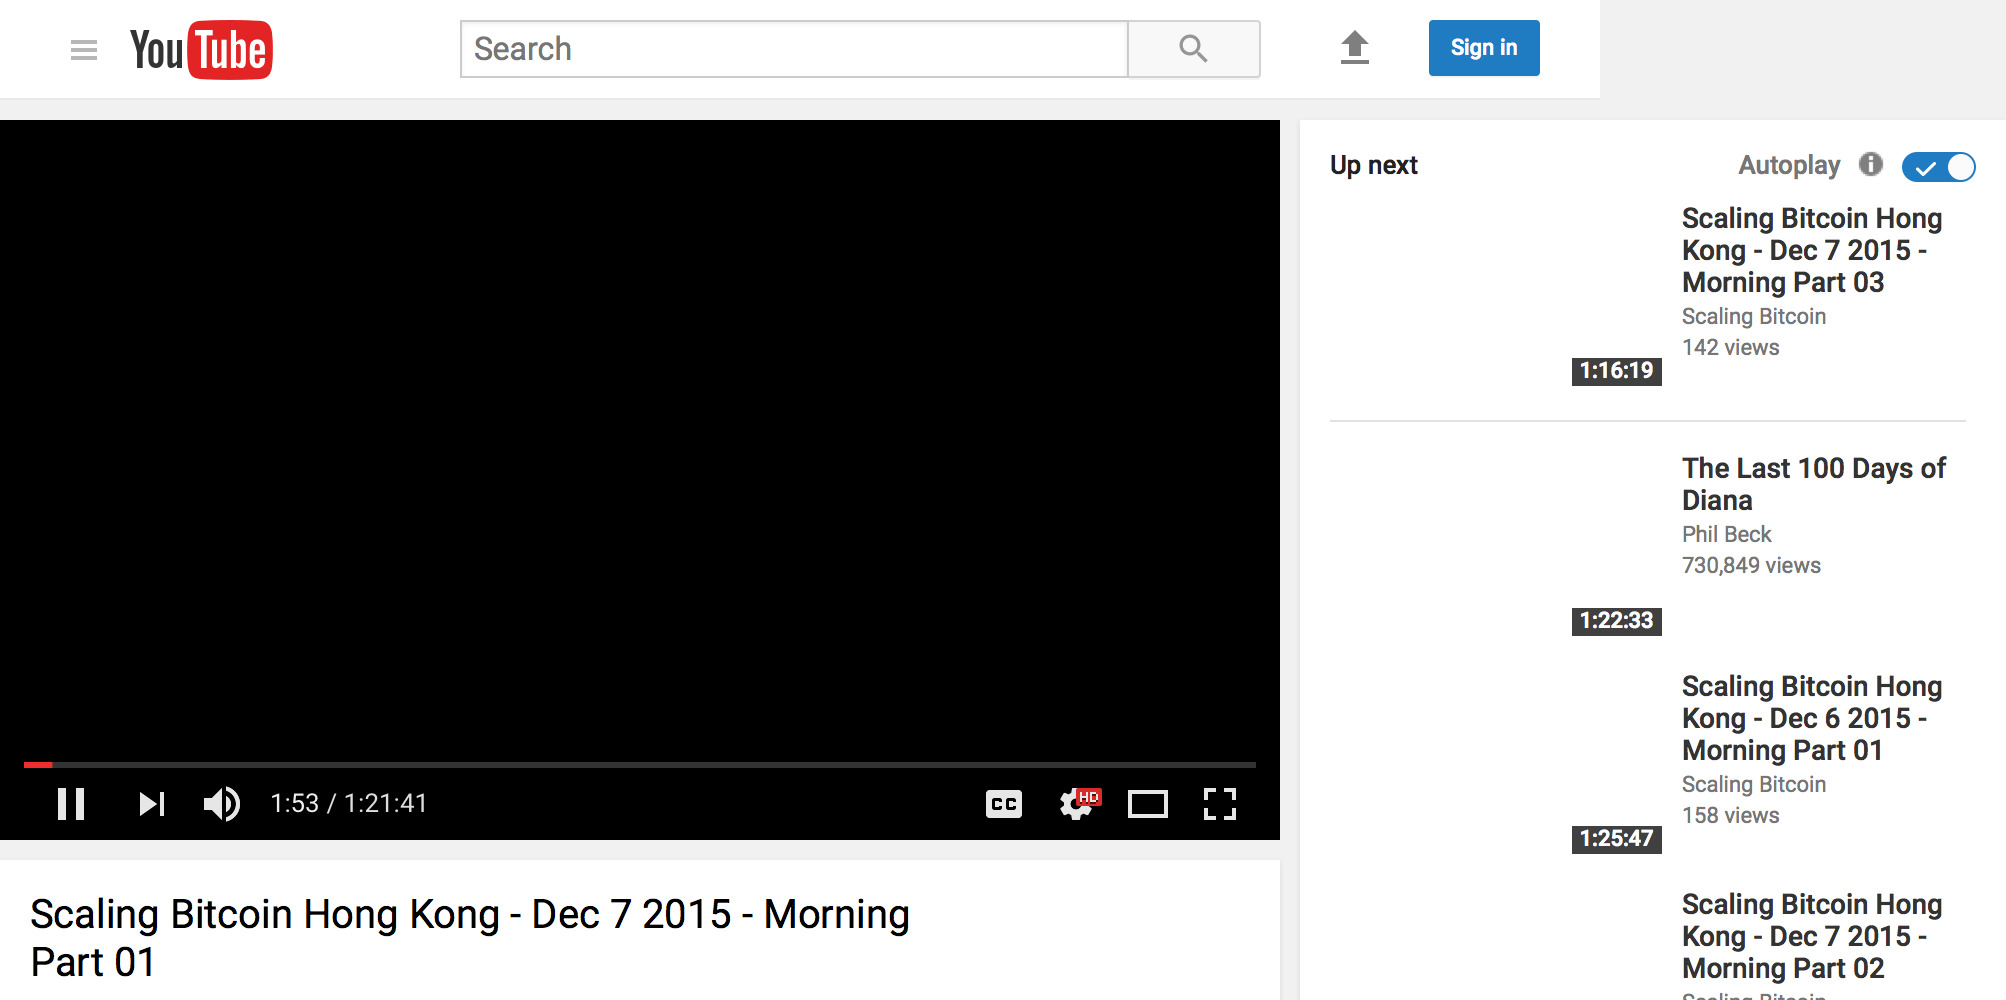 YouTube
Search
Sign in
Up next
Autoplay
Scaling Bitcoin Hong
Kong - Dec 7 2015 -
Morning Part 03
Scaling Bitcoin
142 views
1:16:19
The Last 100 Days of
Diana
Phil Beck
730,849 views
1:22:33
Scaling Bitcoin Hong
Kong - Dec 6 2015 -
Morning Part 01
Scaling Bitcoin
158 views
1:25:47
Scaling Bitcoin Hong
Kong - Dec 7 2015 -
Morning Part 02
Scaling Bitcoin
1:53 / 1:21:41
CC
HD
Scaling Bitcoin Hong Kong - Dec 7 2015 - Morning
Part 01